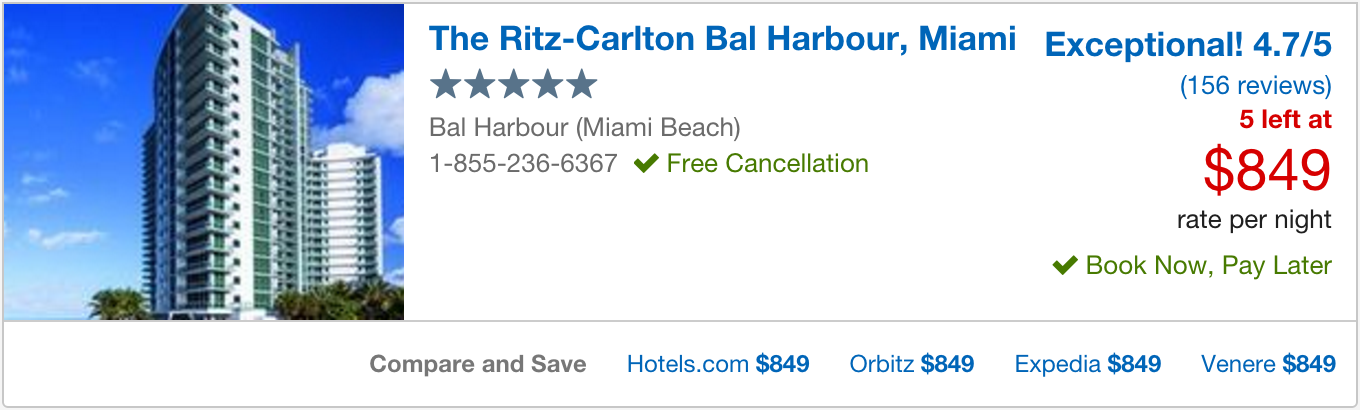 The Ritz-Carlton Bal Harbour, Miami
Bal Harbour (Miami Beach)
1-855-236-6367 Free Cancellation
Exceptional! 4.7/5
(156 reviews)
5 left at
$849
rate per night
Book Now, Pay Later
Compare and Save Hotels.com $849 Orbitz $849 Expedia $849 Venere $849